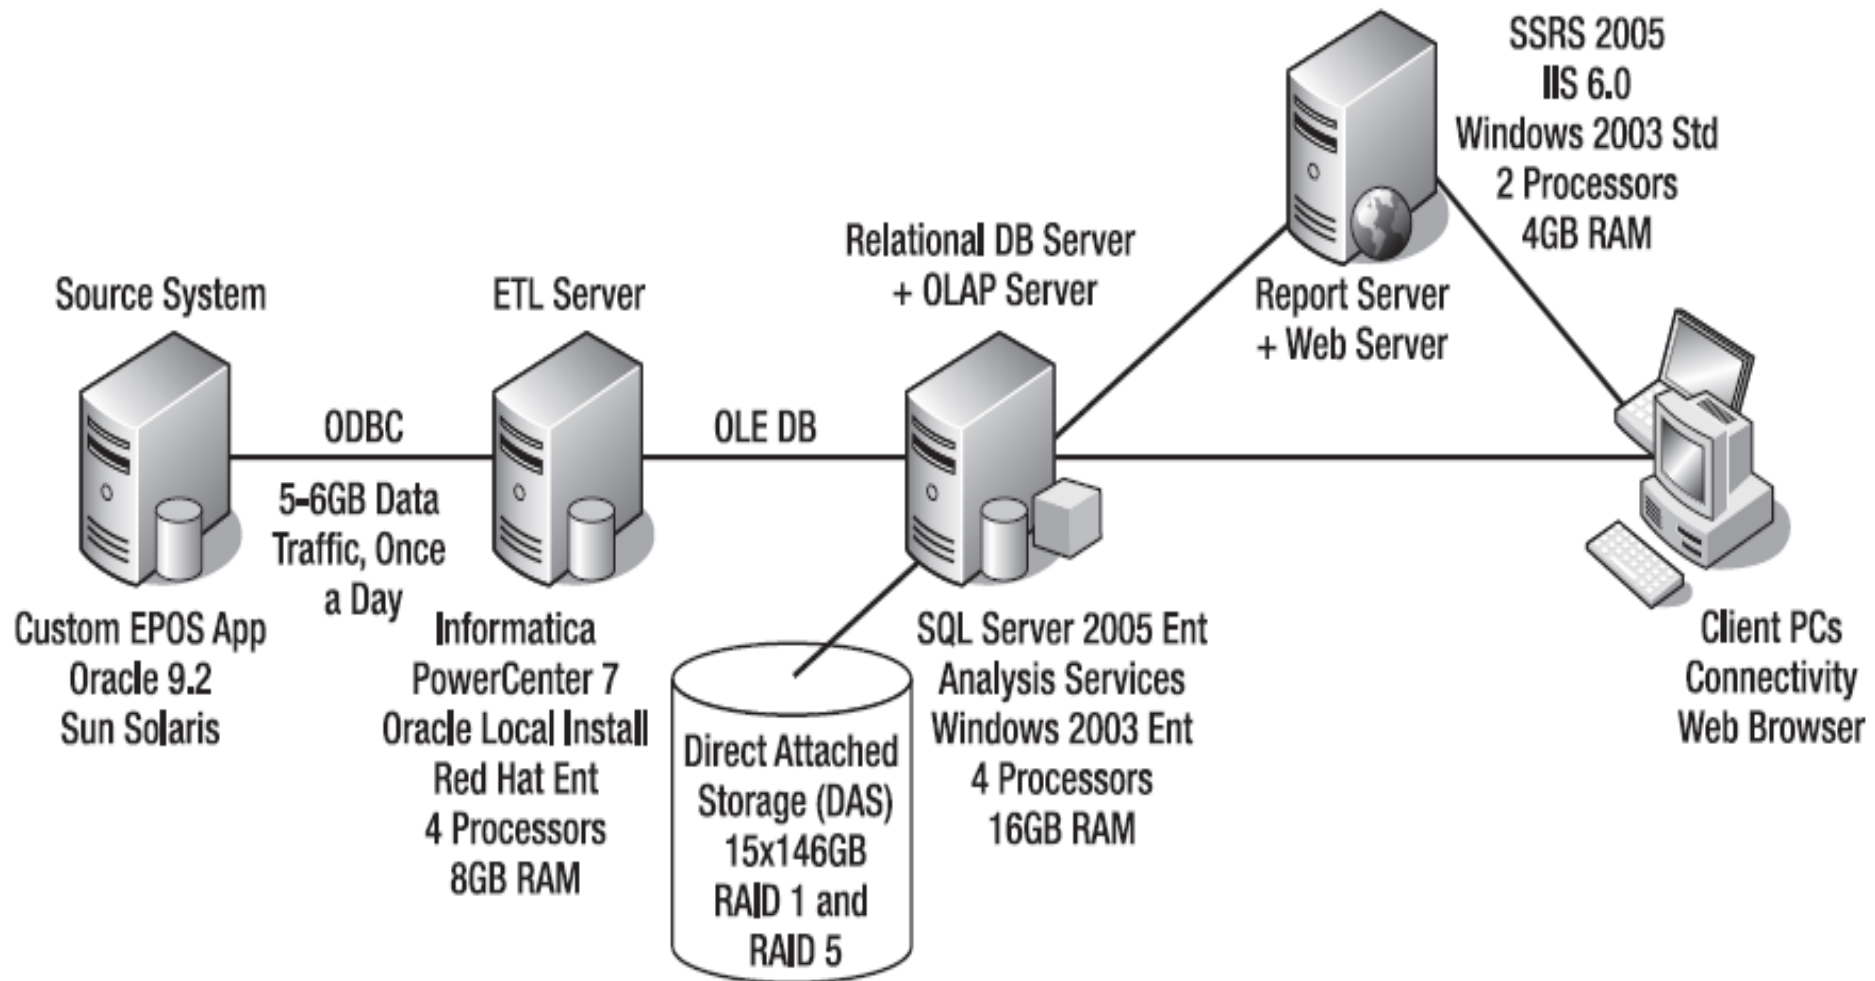 Source System
ODBC
5-6GB Data
Traffic, Once
a Day
Custom EPOS App
Oracle 9.2
Sun Solaris
ETL Server
OLE DB
Informatica
PowerCenter 7
Oracle Local Install
Red Hat Ent
4 Processors
8GB RAM
Relational DB Server
+ OLAP Server
SQL Server 2005 Ent
Analysis Services
Windows 2003 Ent
4 Processors
16GB RAM
Direct Attached
Storage (DAS)
15x146GB
RAID 1 and
RAID 5
SSRS 2005
IIS 6.0
Windows 2003 Std
2 Processors
4GB RAM
Report Server
+ Web Server
Client PCs
Connectivity
Web Browser